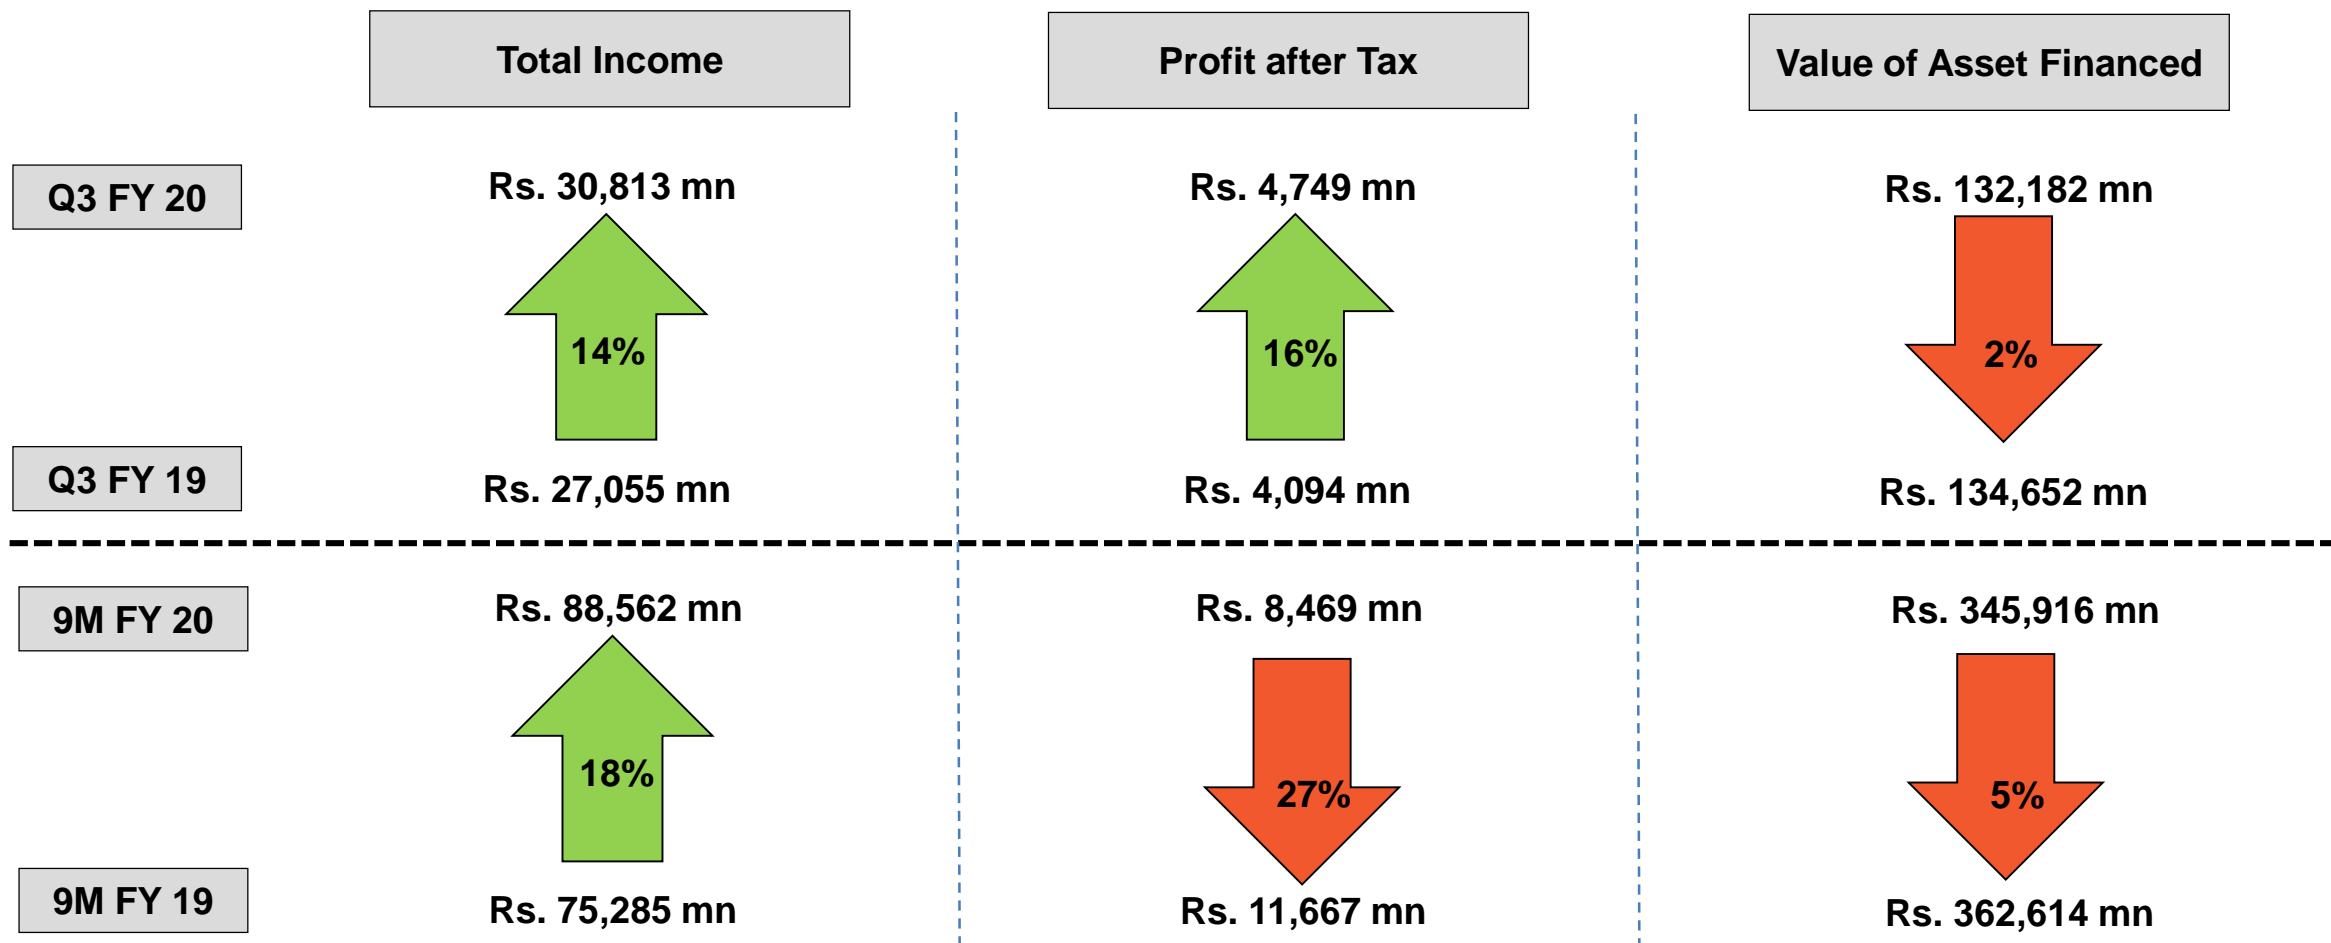 Total Income
Profit after Tax
Value of Asset Financed
Q3 FY 20
Rs. 30,813 mn
Rs. 4,749 mn
Rs. 132,182 mn
14%
16%
2%
Q3 FY 19
Rs. 27,055 mn
Rs. 4,094 mn
Rs. 134,652 mn
9M FY 20
Rs. 88,562 mn
Rs. 8,469 mn
Rs. 345,916 mn
18%
27%
5%
9M FY 19
Rs. 75,285 mn
Rs. 11,667 mn
Rs. 362,614 mn